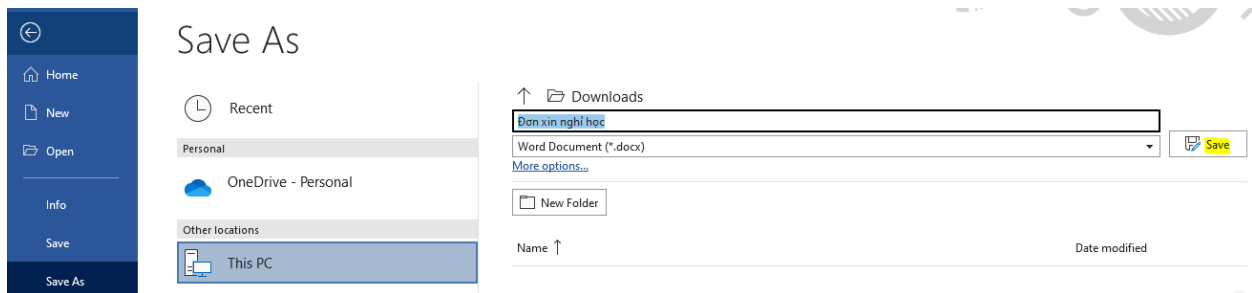 Save As
Home
New
Open
Info
Save
Save As
Recent
Personal
OneDrive - Personal
Other locations
This PC
Downloads
Đơn xin nghỉ học
Word Document (*.docx)
Save
More options...
New Folder
Name
Date modified